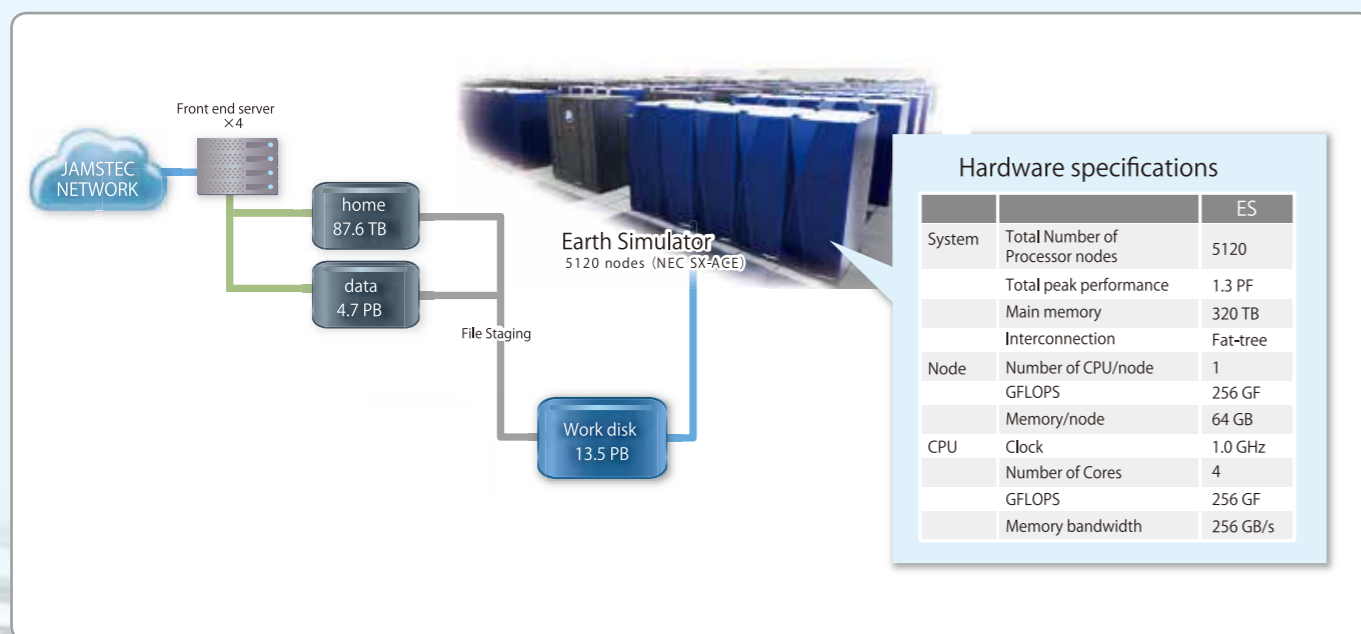 Front end server
×4
JAMSTEC
NETWORK
home
87.6 TB
data
4.7 PB
File Staging
Work disk
13.5 PB
Earth Simulator
5120 nodes (NEC SX-ACE)
Hardware specifications
ES
System Total Number of Processor nodes 5120
Total peak performance 1.3 PF
Main memory 320 TB
Interconnection Fat-tree
Node Number of CPU/node 1
GFLOPS 256 GF
Memory/node 64 GB
CPU Clock 1.0 GHz
Number of Cores 4
GFLOPS 256 GF
Memory bandwidth 256 GB/s